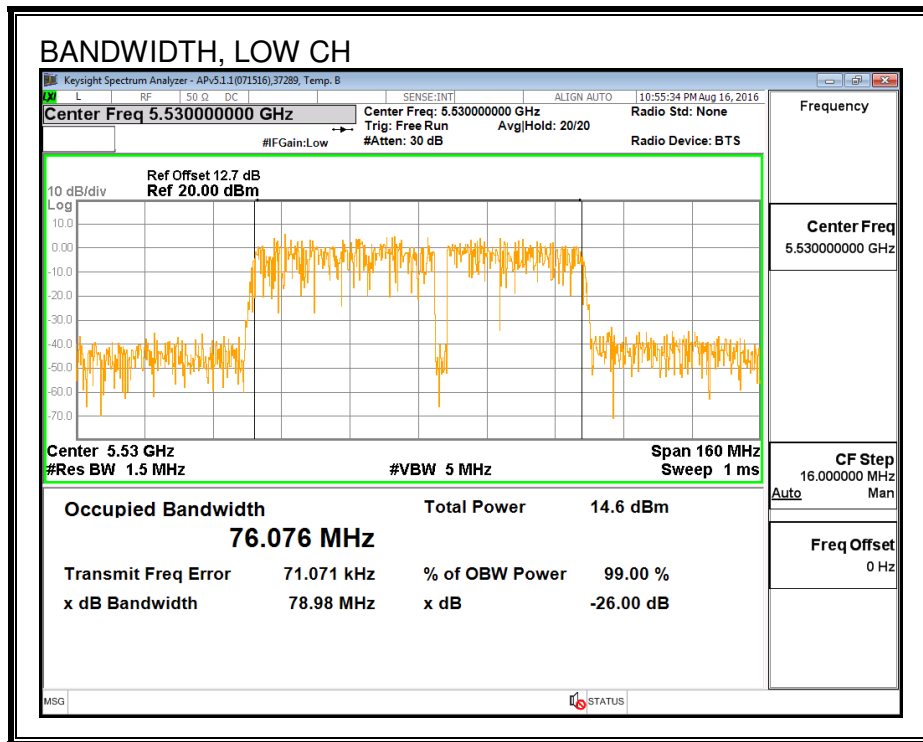 BANDWIDTH, LOW CH
Keysight Spectrum Analyzer - APv5.1.1(071516),37289, Temp. B
LXI L RF 50 Ω DC SENSE:INT ALIGN AUTO 10:55:34 PM Aug 16, 2016
Center Freq 5.530000000 GHz
Center Freq: 5.530000000 GHz Radio Std: None
Trig: Free Run Avg|Hold: 20/20
#IFGain:Low #Atten: 30 dB Radio Device: BTS
Frequency
Ref Offset 12.7 dB
10 dB/div Ref 20.00 dBm
Log
10.0
0.00
-10.0
-20.0
-30.0
-40.0
-50.0
-60.0
-70.0
Center 5.53 GHz Span 160 MHz
#Res BW 1.5 MHz #VBW 5 MHz Sweep 1 ms
Center Freq
5.530000000 GHz
CF Step
16.000000 MHz
Auto Man
Freq Offset
0 Hz
Occupied Bandwidth Total Power 14.6 dBm
76.076 MHz
Transmit Freq Error 71.071 kHz % of OBW Power 99.00 %
x dB Bandwidth 78.98 MHz x dB -26.00 dB
MSG STATUS